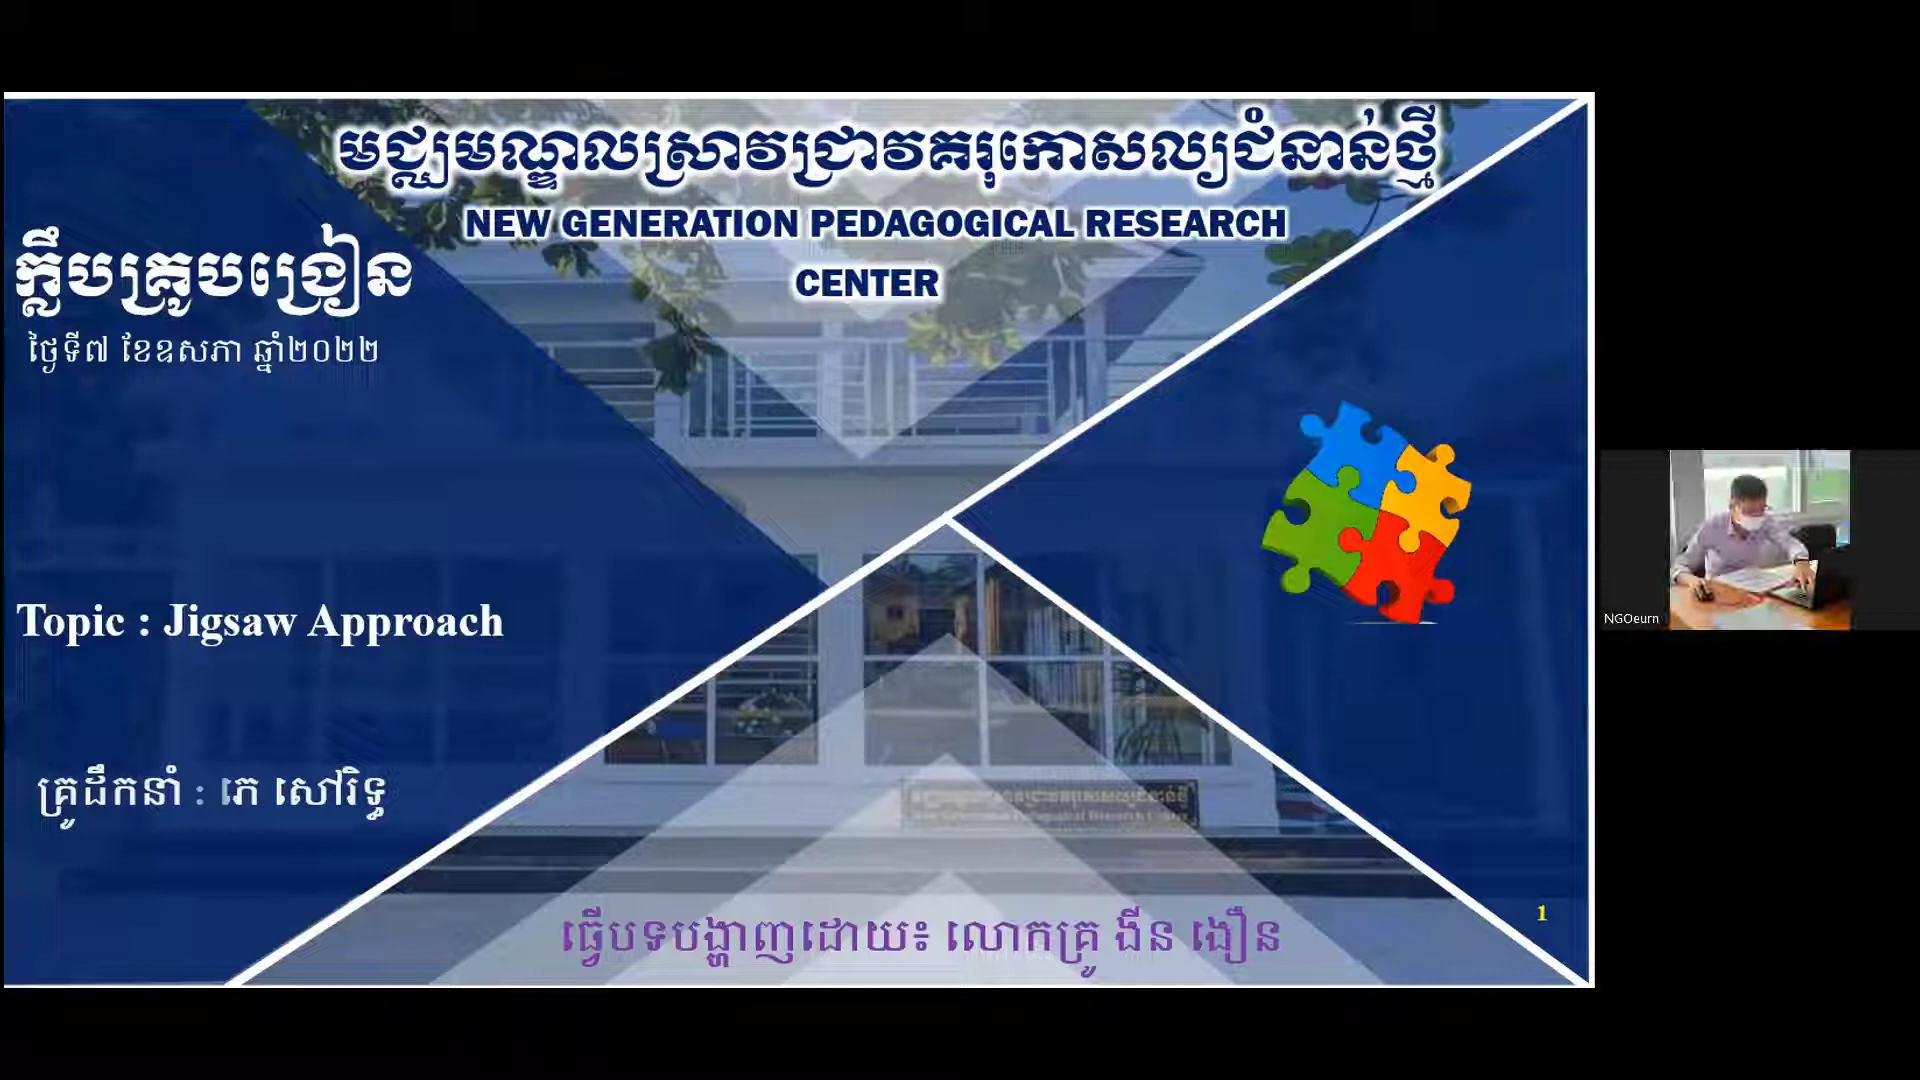 មជ្ឈមណ្ឌលស្រាវជ្រាវគរុកោសល្យជំនាន់ថ្មី
NEW GENERATION PEDAGOGICAL RESEARCH
CENTER
ក្លឹបគ្រូបង្រៀន
ថ្ងៃទី៧ ខែឧសភា ឆ្នាំ២០២២
Topic : Jigsaw Approach
NGOeurn
គ្រូដឹកនាំ : ភេ សៅរិទ្ធ
ធ្វើបទបង្ហាញដោយ៖ លោកគ្រូ ងីន ងឿន
1